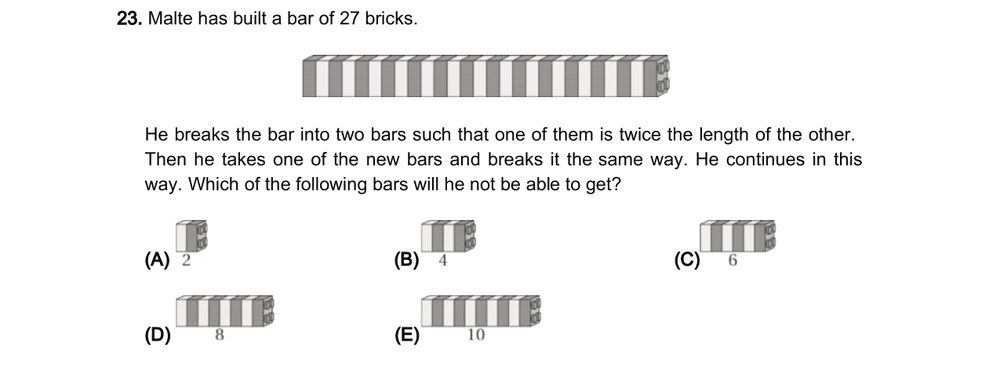 23. Malte has built a bar of 27 bricks.
He breaks the bar into two bars such that one of them is twice the length of the other.
Then he takes one of the new bars and breaks it the same way. He continues in this
way. Which of the following bars will he not be able to get?
(A) 2 (B) 4 (C) 6
(D) 8 (E) 10